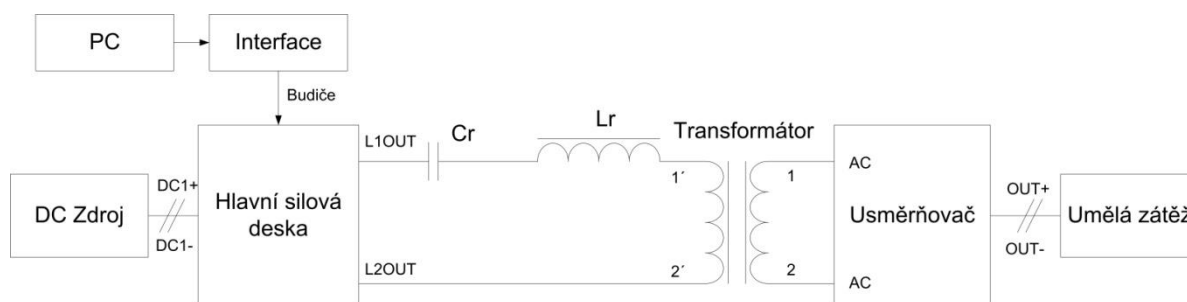 PC
Interface
Budiče
L1OUT
Cr
Lr
Transformátor
DC Zdroj
DC1+
DC1-
Hlavní silová
deska
1´
1
AC
Usměrňovač
OUT+
OUT-
Umělá zátěž
L2OUT
2´
2
AC